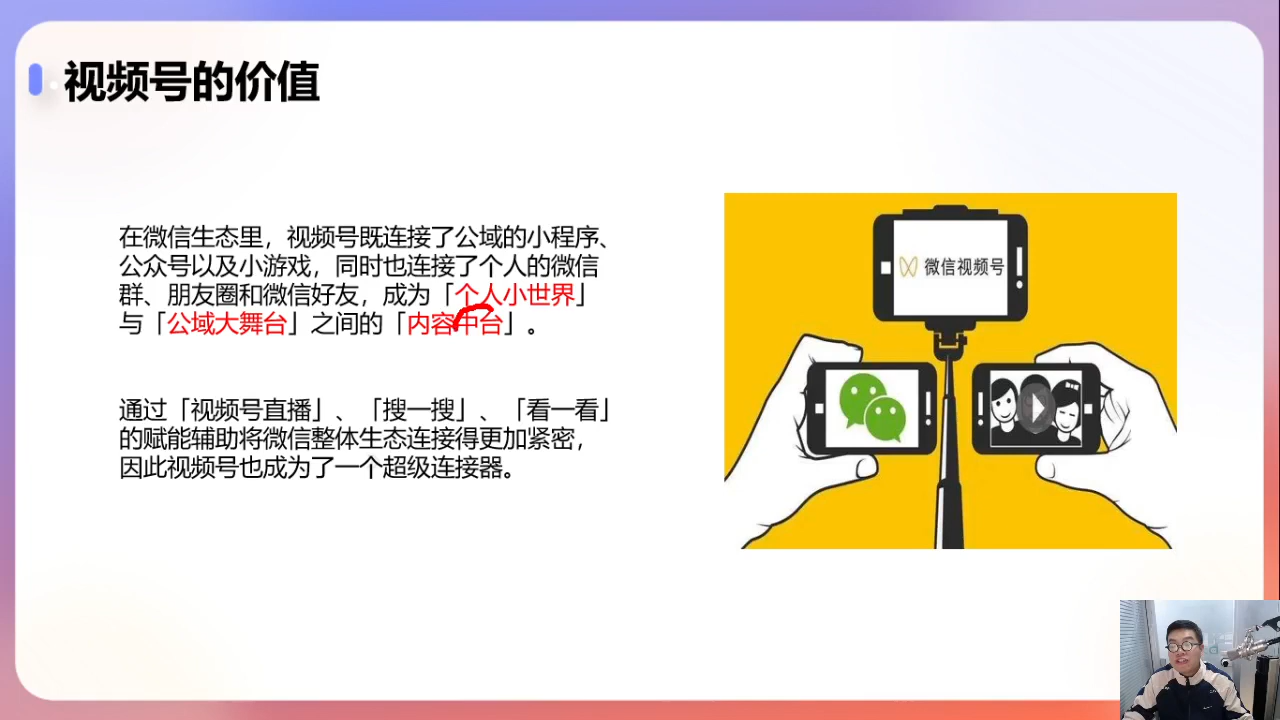 视频号的价值
在微信生态里，视频号既连接了公域的小程序、
公众号以及小游戏，同时也连接了个人的微信
群、朋友圈和微信好友，成为「个人小世界」
与「公域大舞台」之间的「内容中台」。
通过「视频号直播」、「搜一搜」、「看一看」
的赋能辅助将微信整体生态连接得更加紧密，
因此视频号也成为了一个超级连接器。
微信视频号